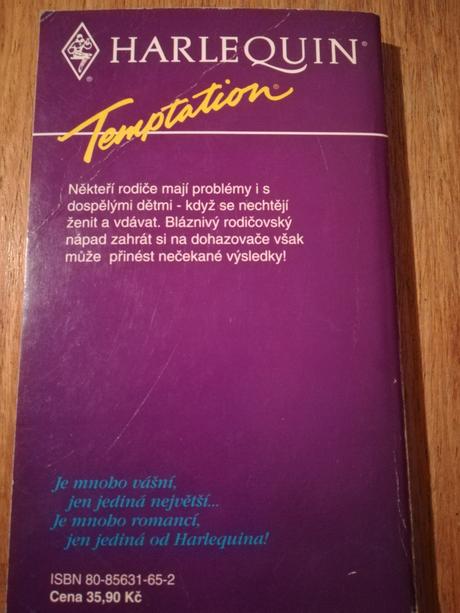 HARLEQUIN®
Temptation®
Někteří rodiče mají problémy i s
dospělými dětmi - když se nechtějí
ženit a vdávat. Bláznivý rodičovský
nápad zahrát si na dohazovače však
může přinést nečekané výsledky!
Je mnoho vášní,
jen jediná největší...
Je mnoho romancí,
jen jediná od Harlequina!
ISBN 80-85631-65-2
Cena 35,90 Kč